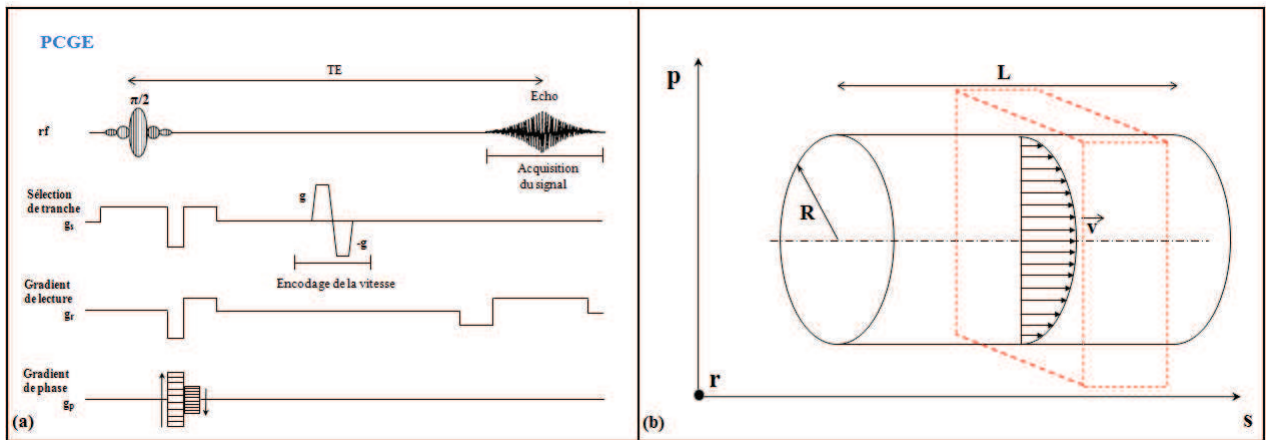 PCGE
TE
π/2
Echo
rf
Acquisition
du signal
Sélection
de tranche
gs
g
-g
Encodage de la vitesse
Gradient
de lecture
gr
Gradient
de phase
gp
(a)
p
L
R
v
r
s
(b)